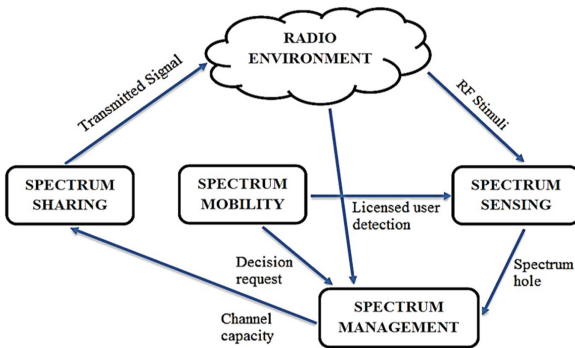 RADIO
ENVIRONMENT
Transmitted Signal
RF Stimuli
SPECTRUM
SHARING
SPECTRUM
MOBILITY
Licensed user
detection
SPECTRUM
SENSING
Decision
request
Spectrum
hole
Channel
capacity
SPECTRUM
MANAGEMENT